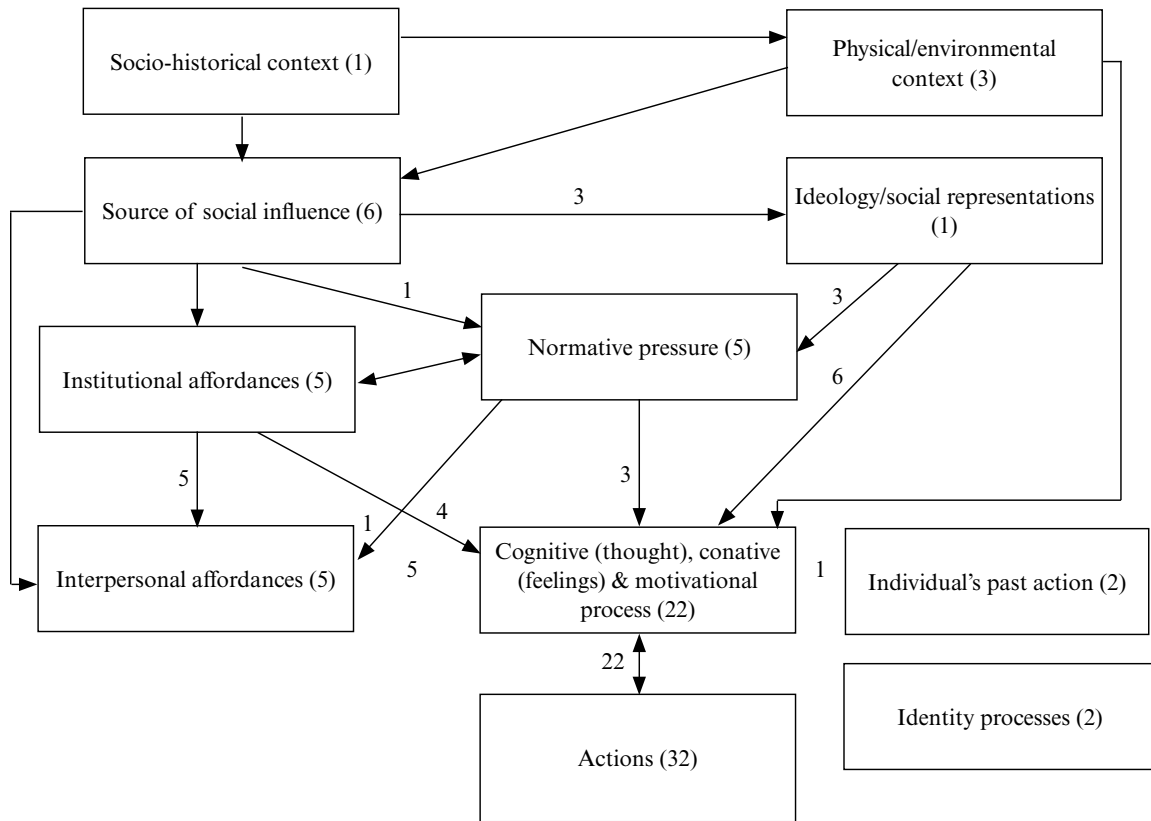 Socio-historical context (1)
Physical/environmental
context (3)
Source of social influence (6)
3
Ideology/social representations
(1)
1
3
Normative pressure (5)
Institutional affordances (5)
6
5
3
4
1
Interpersonal affordances (5)
5
Cognitive (thought), conative
(feelings) & motivational
process (22)
1
Individual's past action (2)
22
Identity processes (2)
Actions (32)